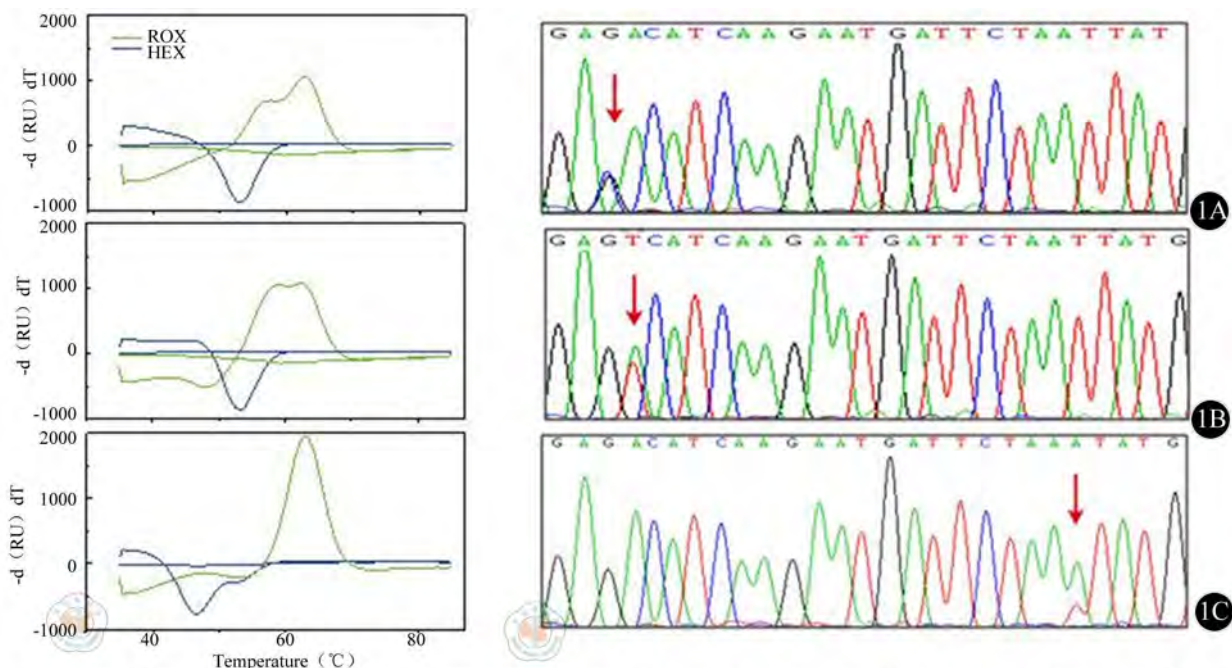 2000
ROX
HEX
1000
0
-1000
-d（RU）dT
2000
1000
0
-1000
-d（RU）dT
2000
1000
0
-1000
-d（RU）dT
40 60 80
Temperature（℃）
G A G A C A T C A A G A A T G A T T C T A A T T A T
1A
G A G T C A T C A A G A A T G A T T C T A A T T A T G
1B
G A G A C A T C A A G A A T G A T T C T A A A T A T G
1C